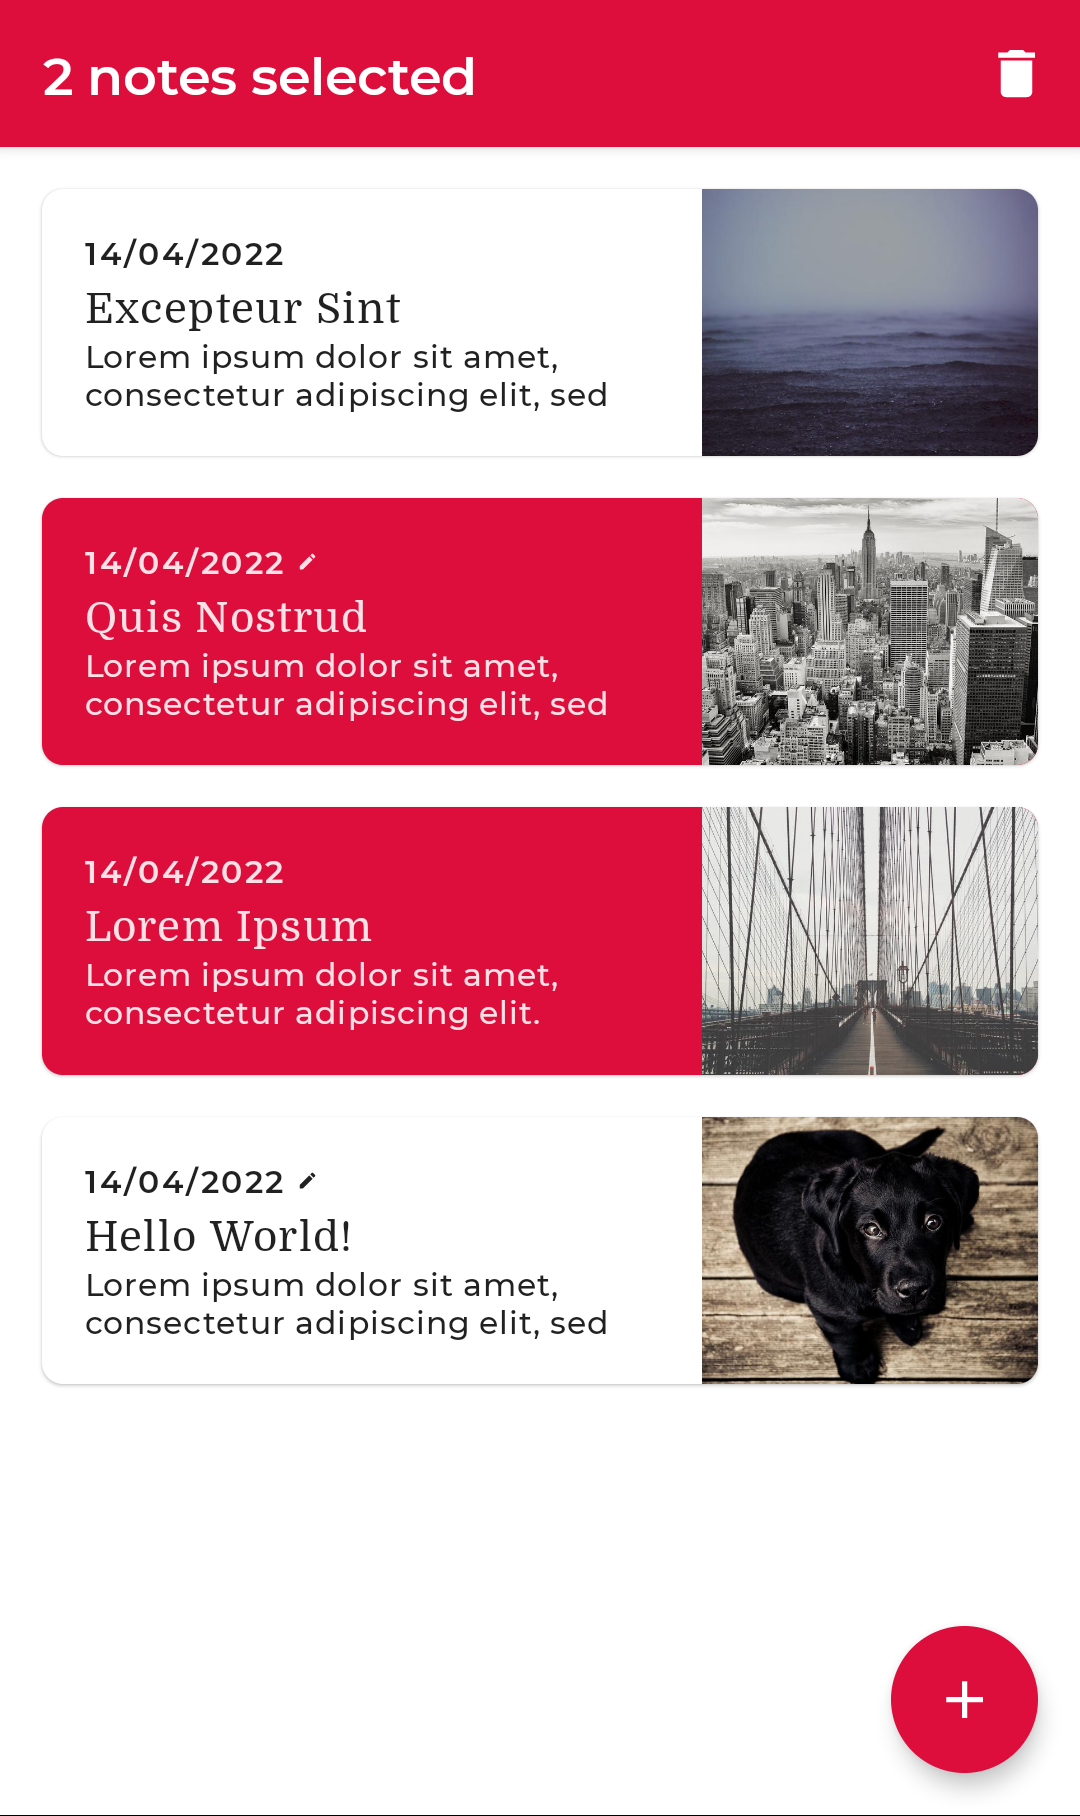 2 notes selected
14/04/2022
Excepteur Sint
Lorem ipsum dolor sit amet,
consectetur adipiscing elit, sed
14/04/2022
Quis Nostrud
Lorem ipsum dolor sit amet,
consectetur adipiscing elit, sed
14/04/2022
Lorem Ipsum
Lorem ipsum dolor sit amet,
consectetur adipiscing elit.
14/04/2022
Hello World!
Lorem ipsum dolor sit amet,
consectetur adipiscing elit, sed